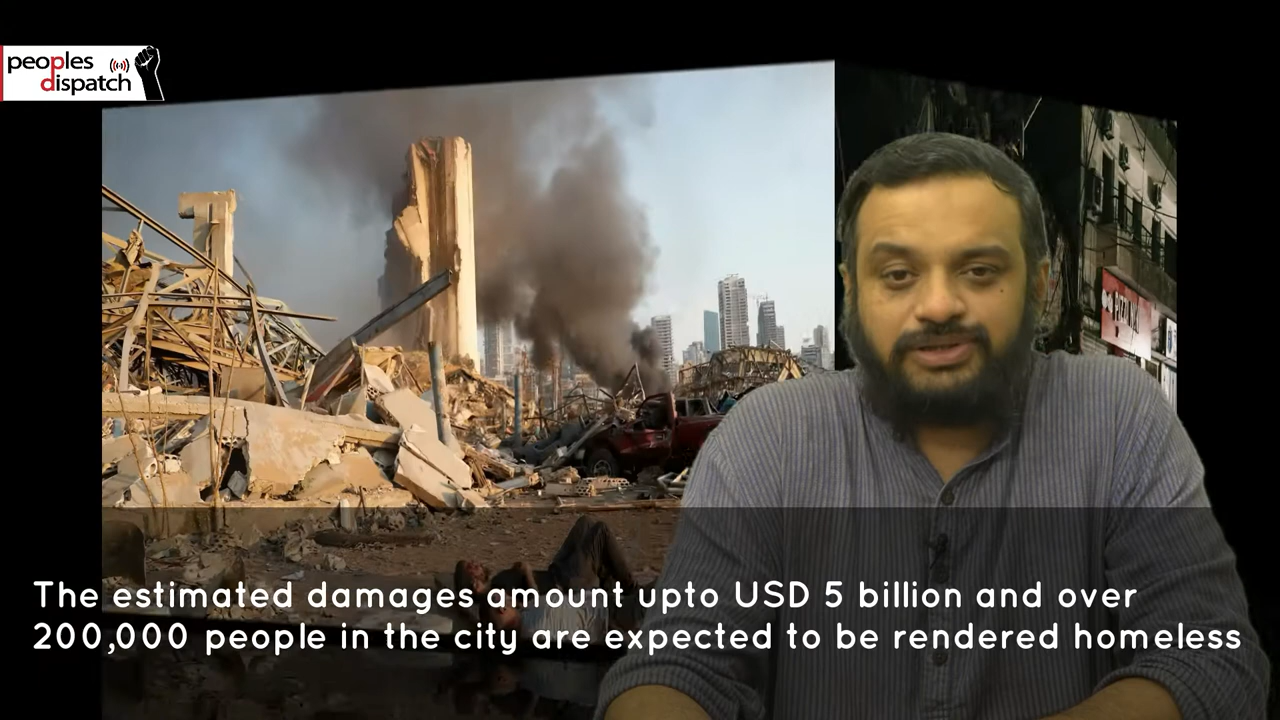 peoples
dispatch
The estimated damages amount upto USD 5 billion and over
200,000 people in the city are expected to be rendered homeless